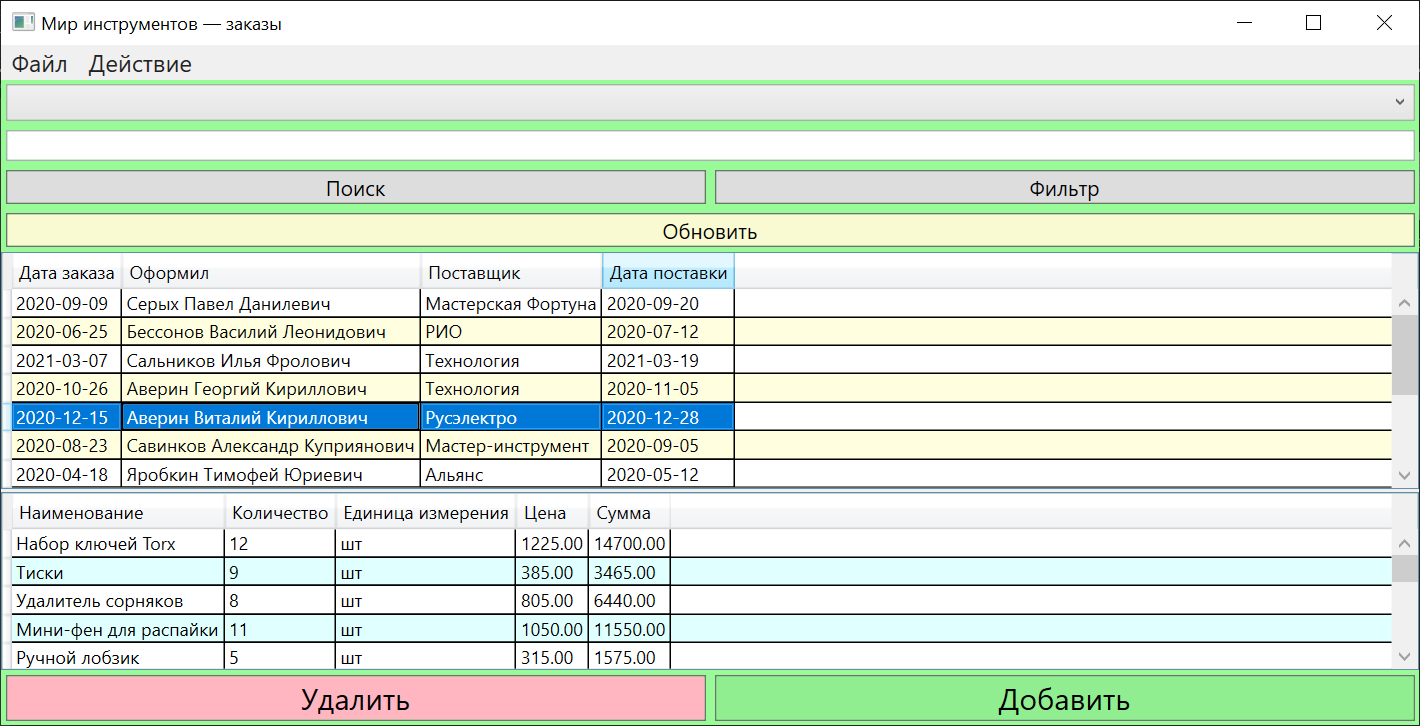 Мир инструментов — заказы
Файл Действие
Поиск Фильтр
Обновить
Дата заказа Оформил Поставщик Дата поставки
2020-09-09 Серых Павел Данилевич Мастерская Фортуна 2020-09-20
2020-06-25 Бессонов Василий Леонидович РИО 2020-07-12
2021-03-07 Сальников Илья Фролович Технология 2021-03-19
2020-10-26 Аверин Георгий Кириллович Технология 2020-11-05
2020-12-15 Аверин Виталий Кириллович Русэлектро 2020-12-28
2020-08-23 Савинков Александр Куприянович Мастер-инструмент 2020-09-05
2020-04-18 Яробкин Тимофей Юриевич Альянс 2020-05-12
Наименование Количество Единица измерения Цена Сумма
Набор ключей Torx 12 шт 1225.00 14700.00
Тиски 9 шт 385.00 3465.00
Удалитель сорняков 8 шт 805.00 6440.00
Мини-фен для распайки 11 шт 1050.00 11550.00
Ручной лобзик 5 шт 315.00 1575.00
Удалить Добавить